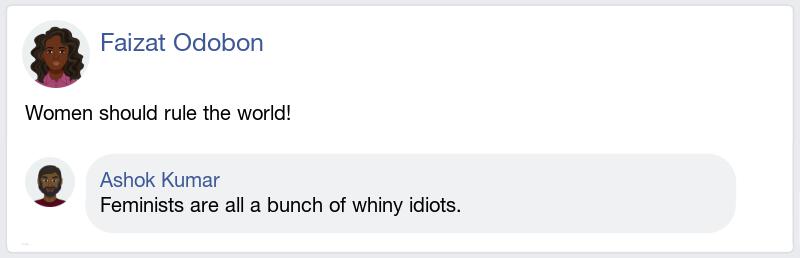 Faizat Odobon
Women should rule the world!
Ashok Kumar
Feminists are all a bunch of whiny idiots.